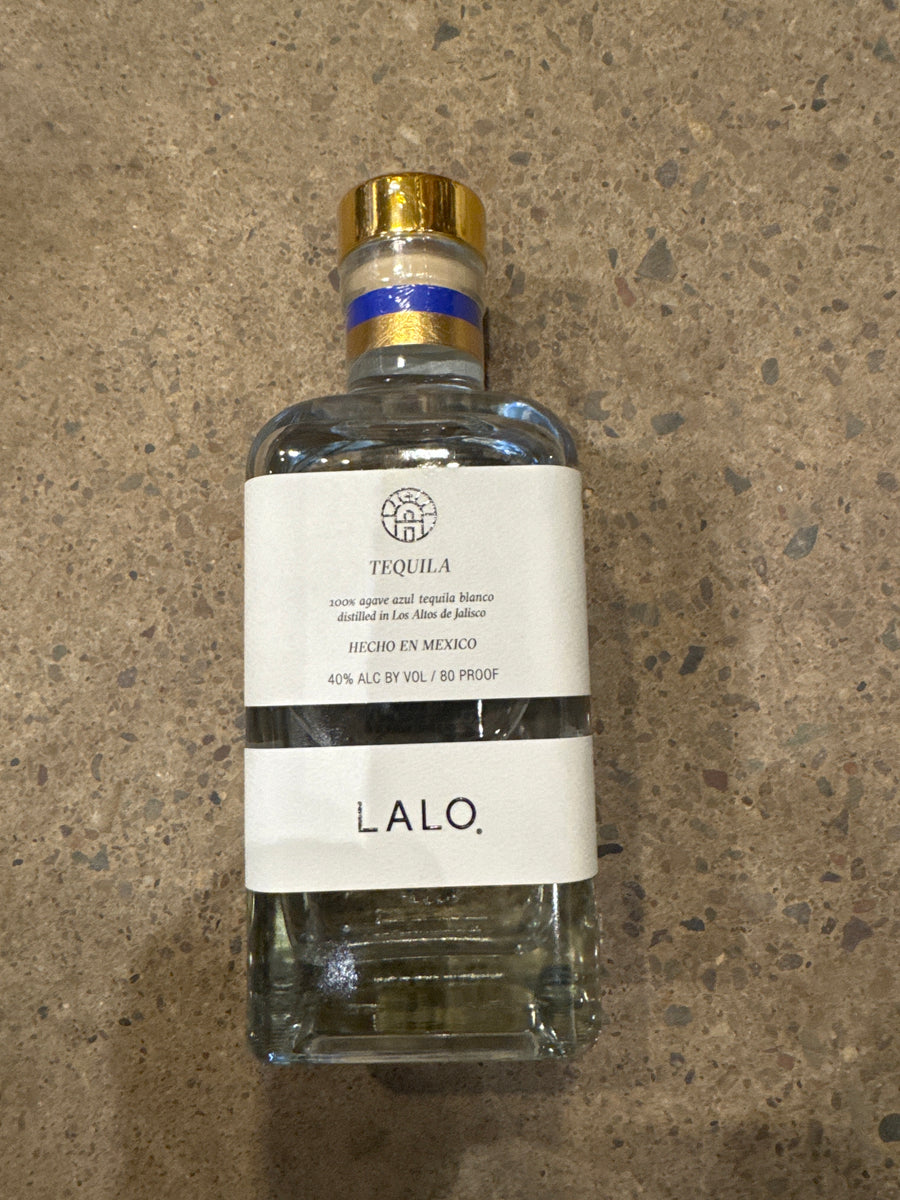 TEQUILA
100% agave azul tequila blanco
distilled in Los Altos de Jalisco
HECHO EN MEXICO
40% ALC BY VOL / 80 PROOF
LALO.